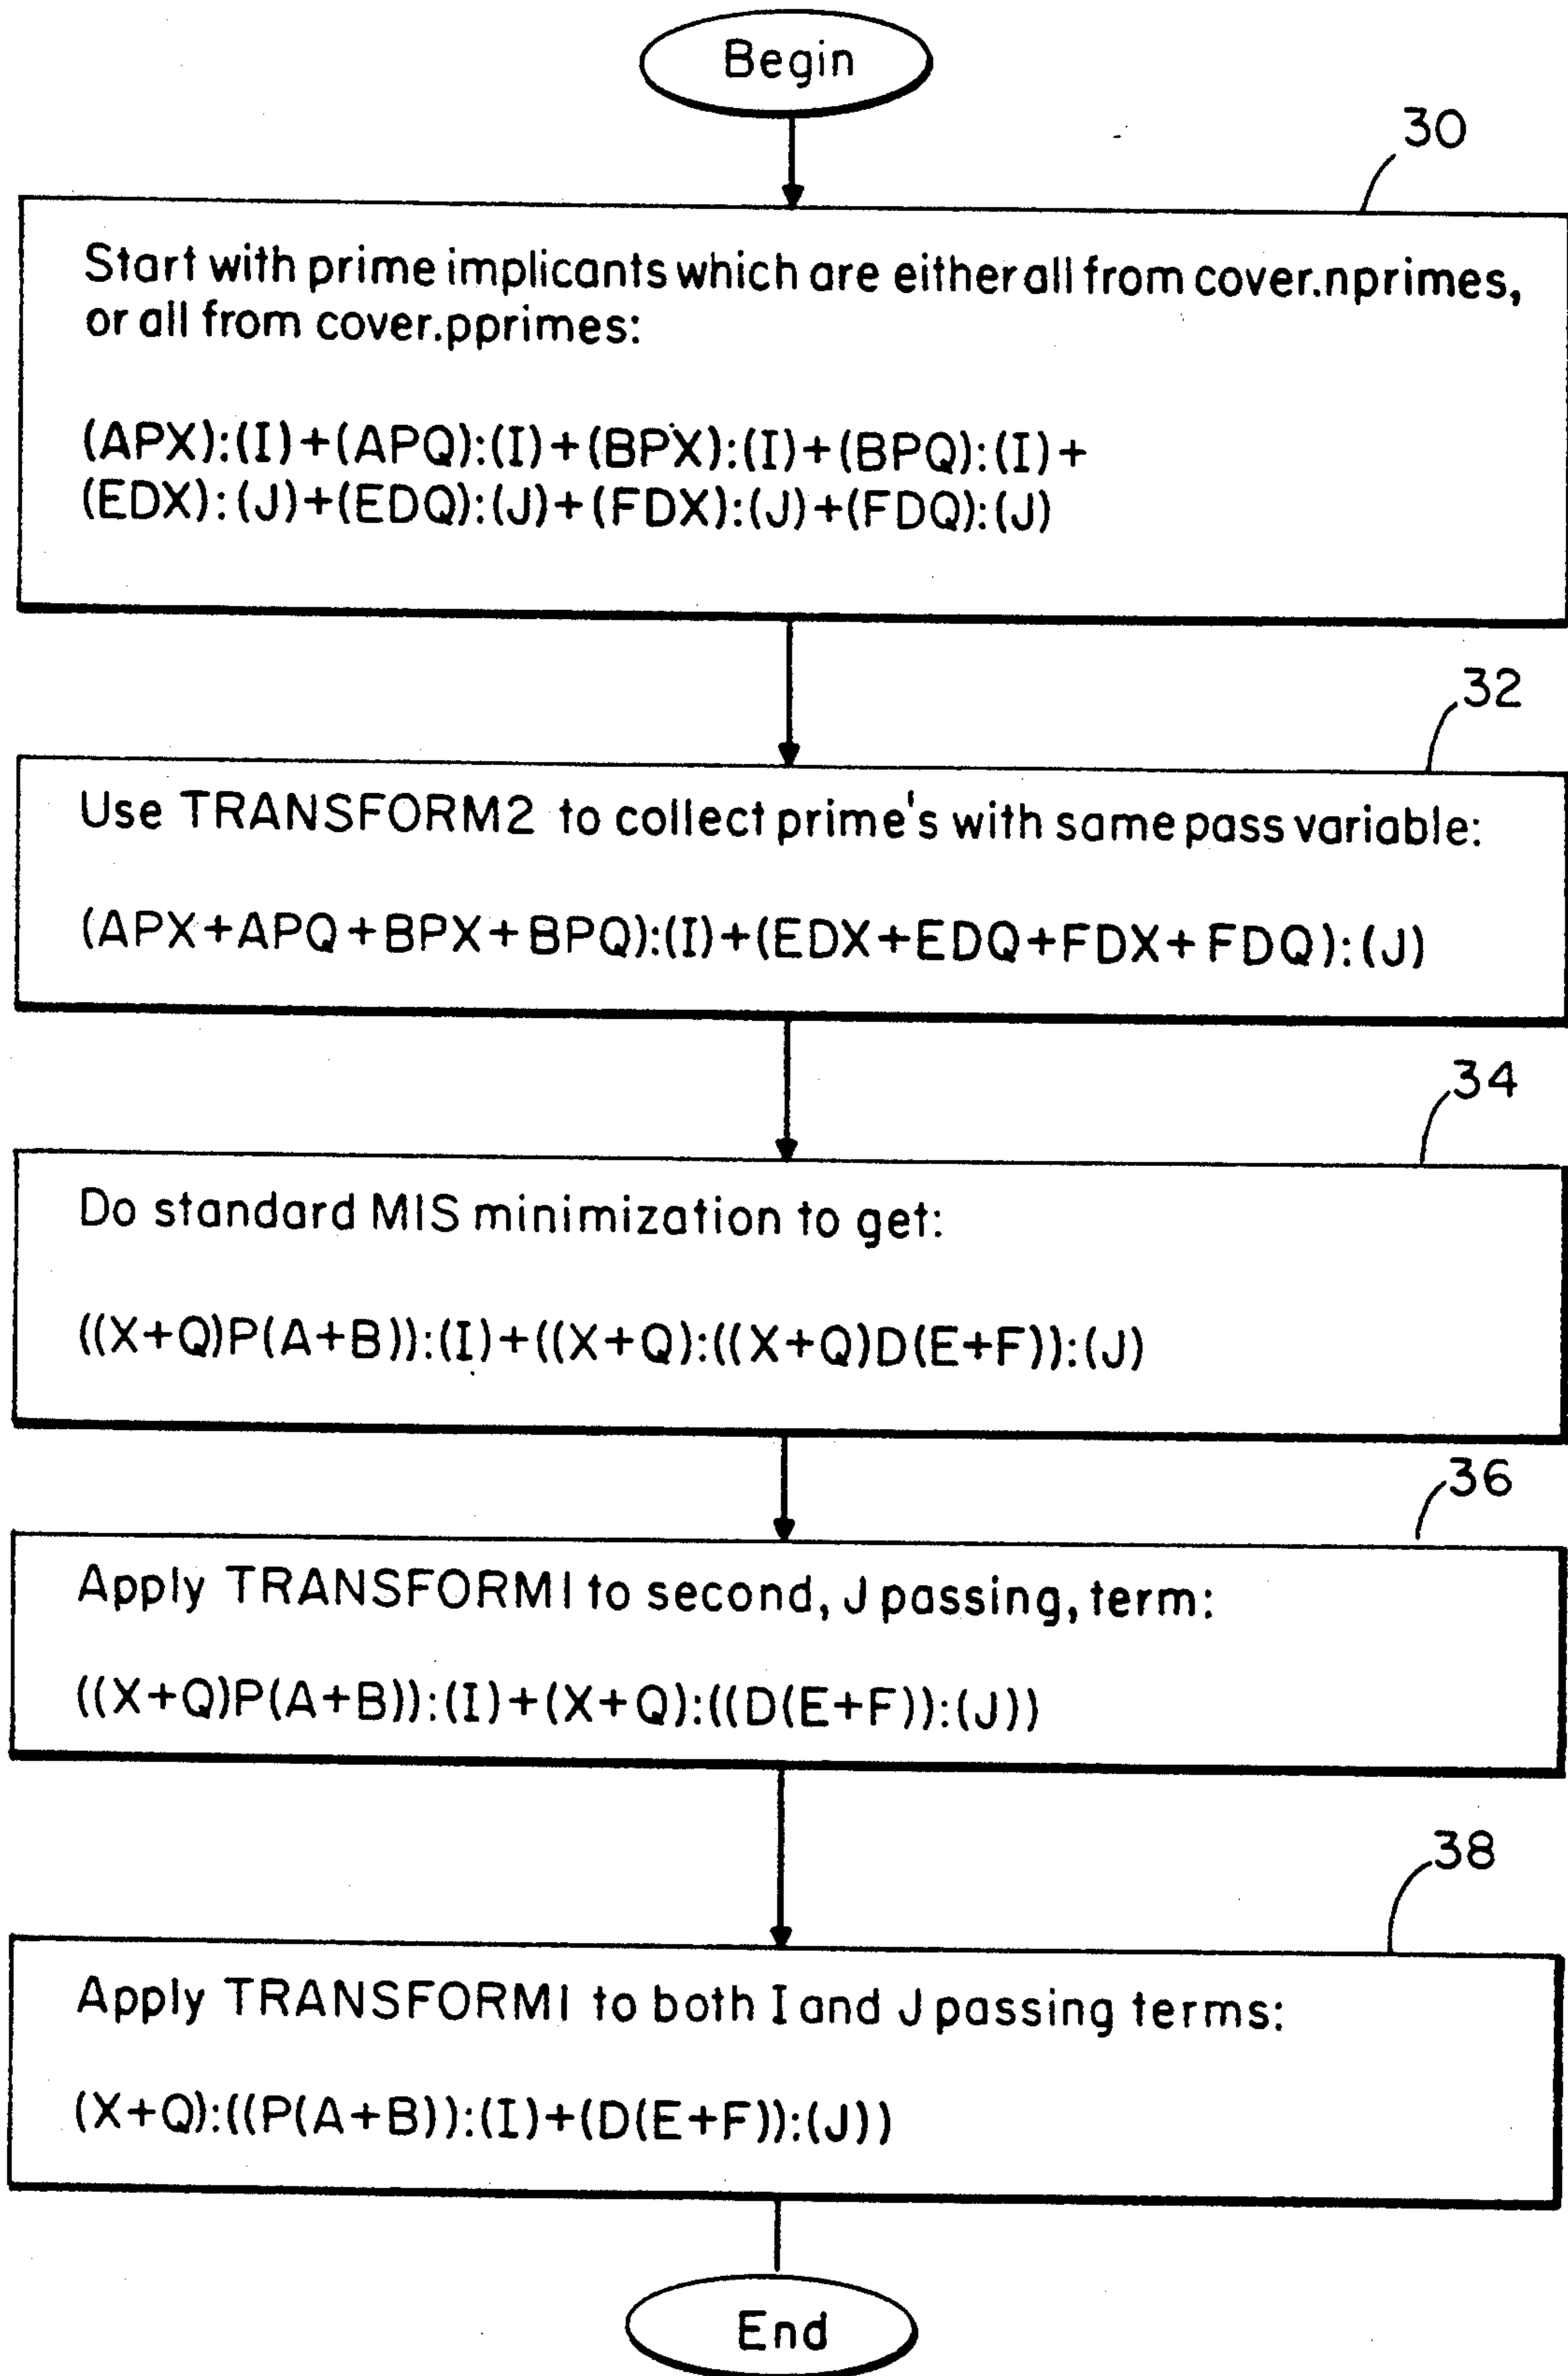 Begin
30
Start with prime implicants which are either all from cover.nprimes,
or all from cover.pprimes:
(APX):(I)+(APQ):(I)+(BPX):(I)+(BPQ):(I)+
(EDX):(J)+(EDQ):(J)+(FDX):(J)+(FDQ):(J)
32
Use TRANSFORM2 to collect prime's with same pass variable:
(APX+APQ+BPX+BPQ):(I)+(EDX+EDQ+FDX+FDQ):(J)
34
Do standard MIS minimization to get:
((X+Q)P(A+B)):(I)+((X+Q):((X+Q)D(E+F)):(J)
36
Apply TRANSFORM1 to second, J passing, term:
((X+Q)P(A+B)):(I)+(X+Q):((D(E+F)):(J))
38
Apply TRANSFORM1 to both I and J passing terms:
(X+Q):((P(A+B)):(I)+(D(E+F)):(J))
End